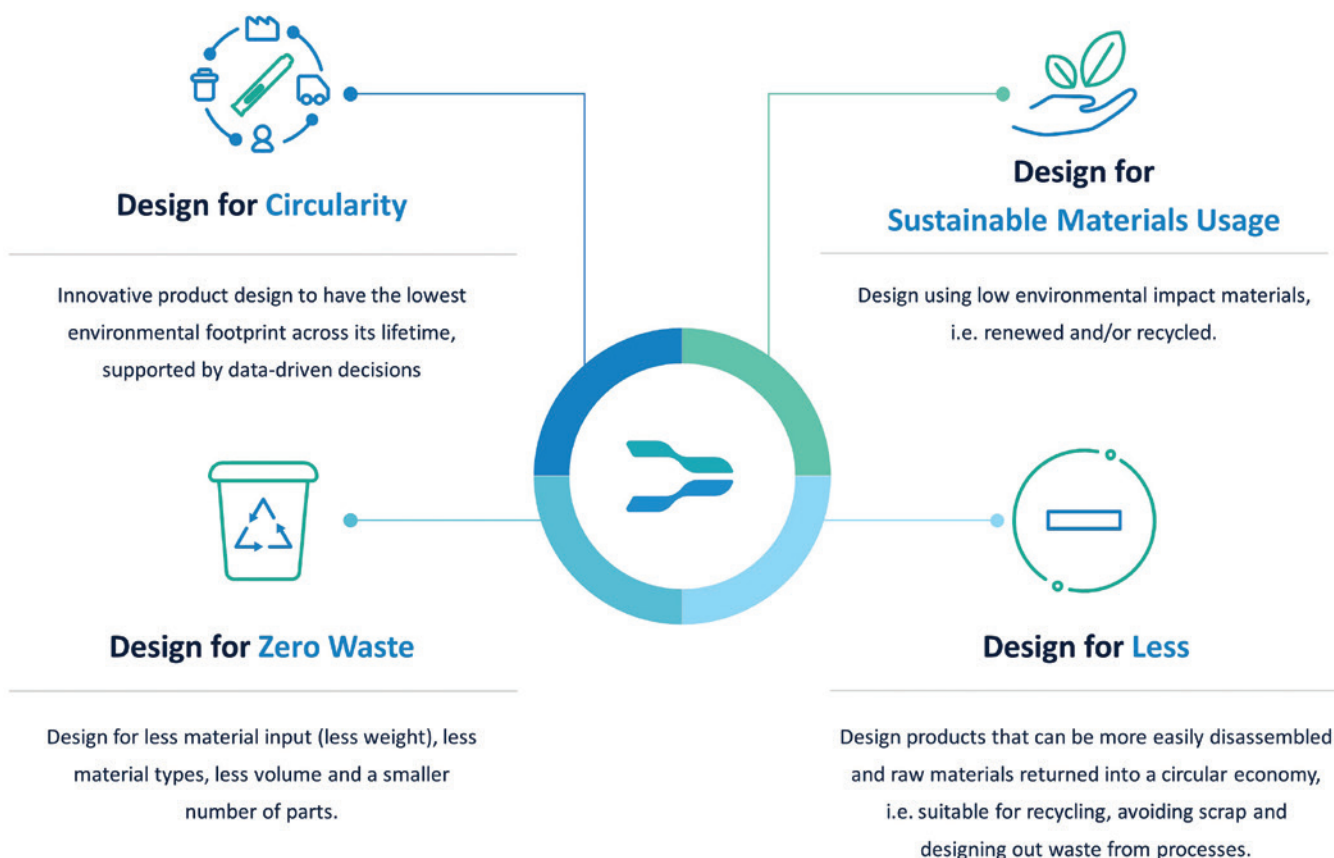 Design for Circularity
Innovative product design to have the lowest
environmental footprint across its lifetime,
supported by data-driven decisions
Design for
Sustainable Materials Usage
Design using low environmental impact materials,
i.e. renewed and/or recycled.
Design for Zero Waste
Design for less material input (less weight), less
material types, less volume and a smaller
number of parts.
Design for Less
Design products that can be more easily disassembled
and raw materials returned into a circular economy,
i.e. suitable for recycling, avoiding scrap and
designing out waste from processes.